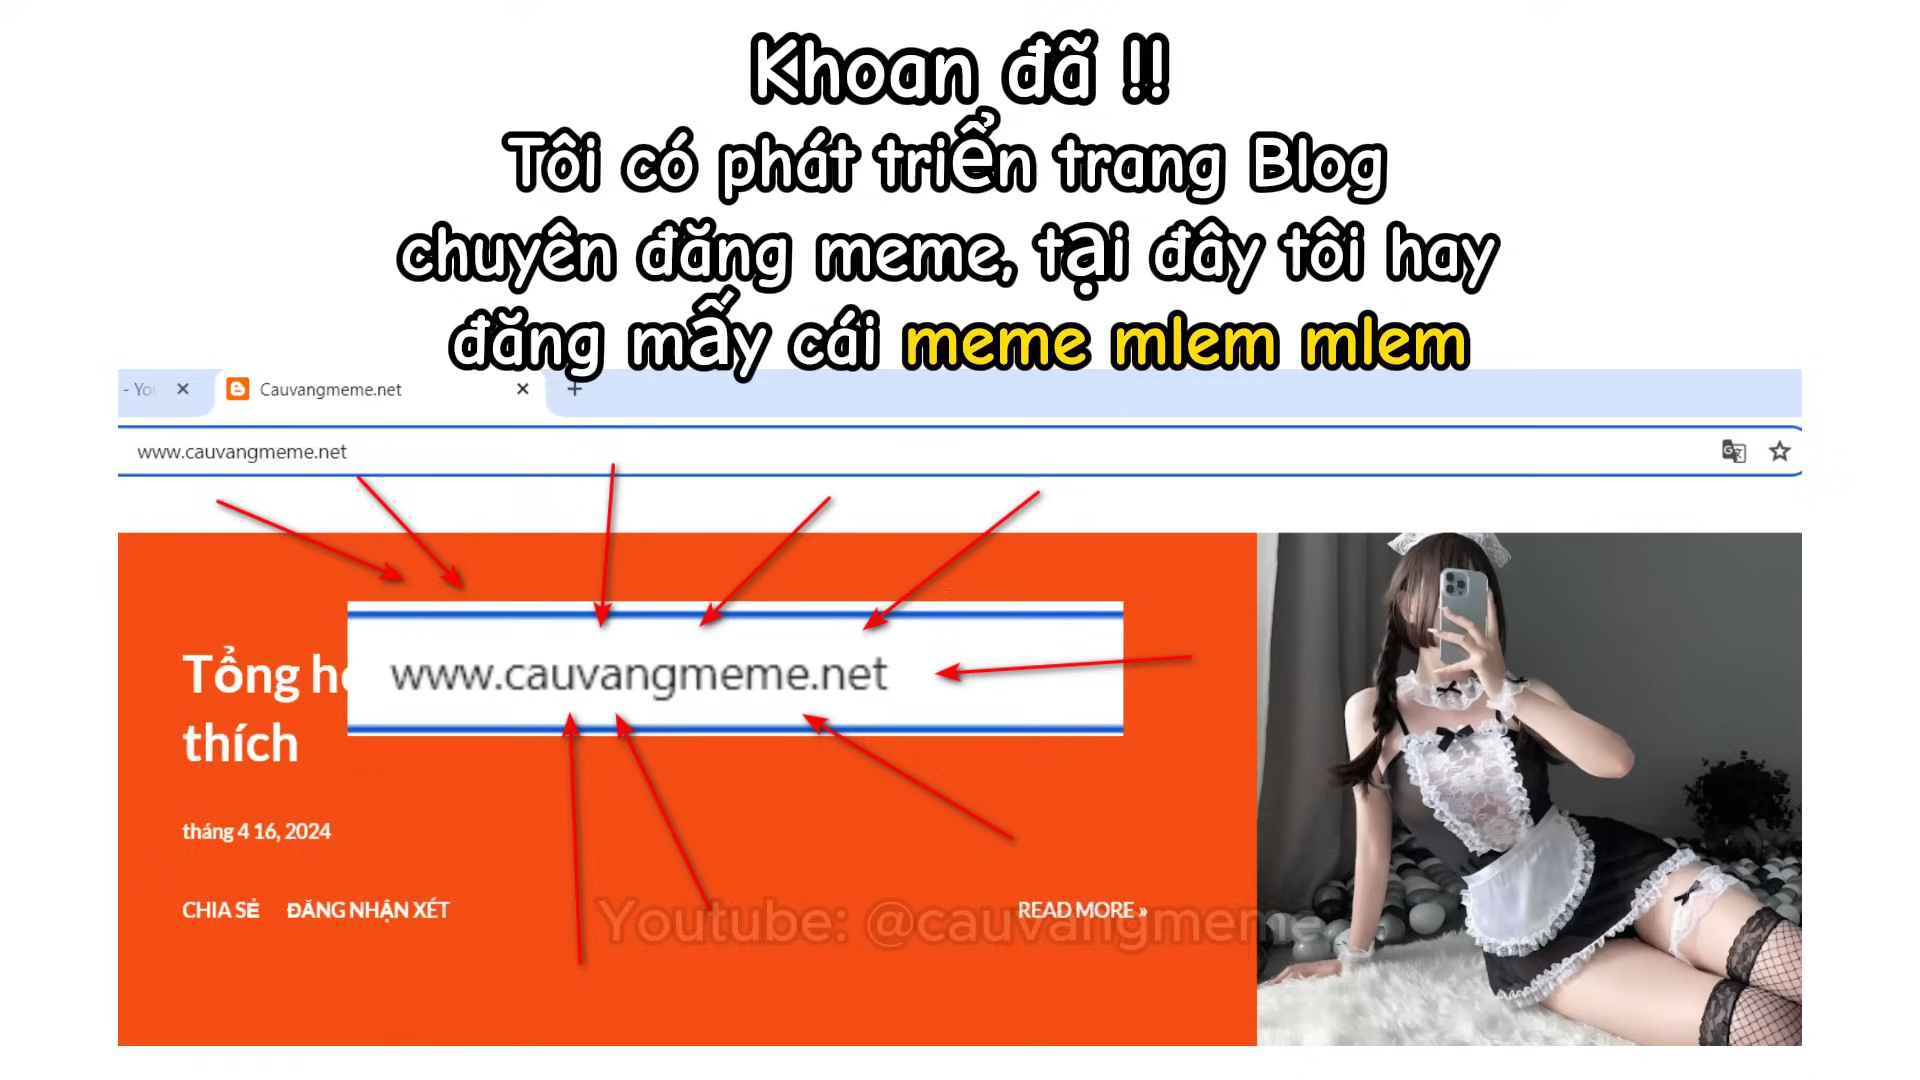 Khoan đã !!
Tôi có phát triển trang Blog
chuyên đăng meme, tại đây tôi hay
đăng mấy cái meme mlem mlem
- You
Cauvangmeme.net
www.cauvangmeme.net
www.cauvangmeme.net
Tổng h
thích
tháng 4 16, 2024
CHIA SẺ ĐĂNG NHẬN XÉT
READ MORE »
Youtube: @cauvangmeme